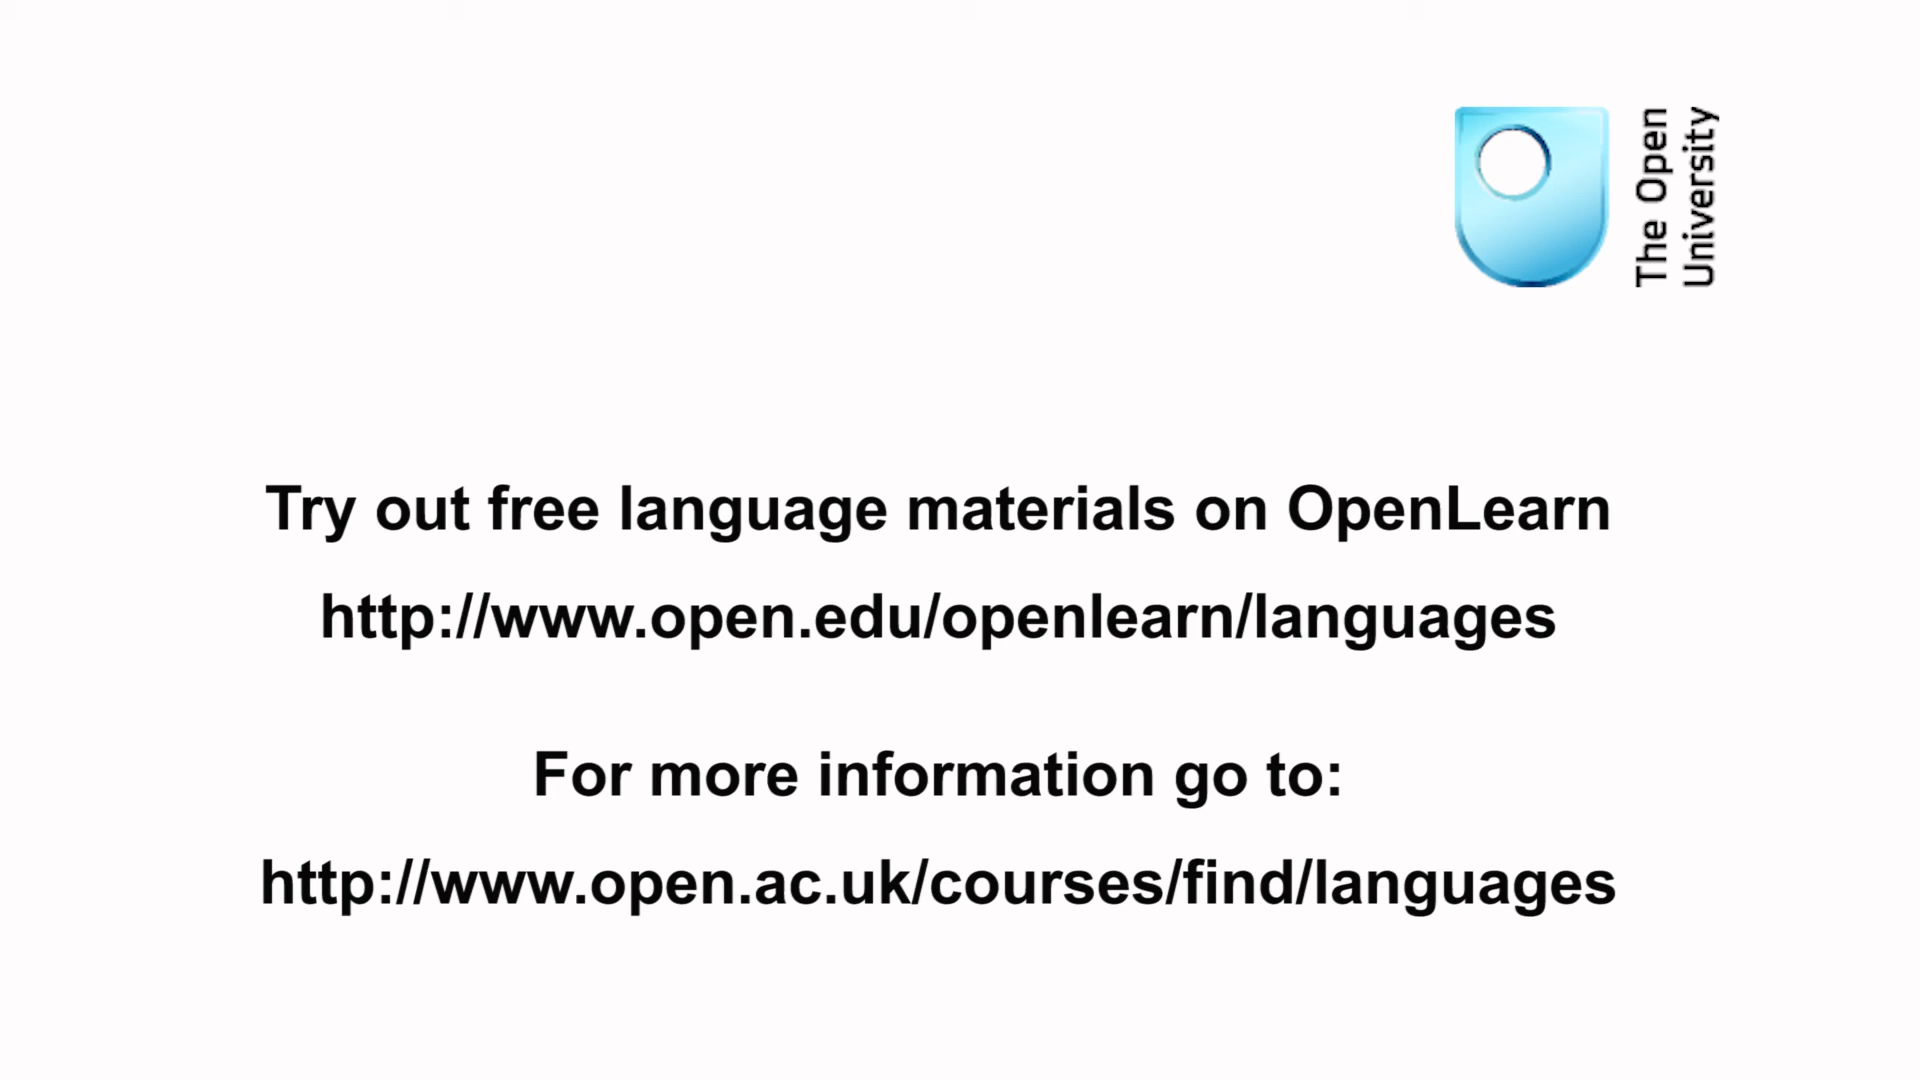 The Open
University
Try out free language materials on OpenLearn
http://www.open.edu/openlearn/languages
For more information go to:
http://www.open.ac.uk/courses/find/languages